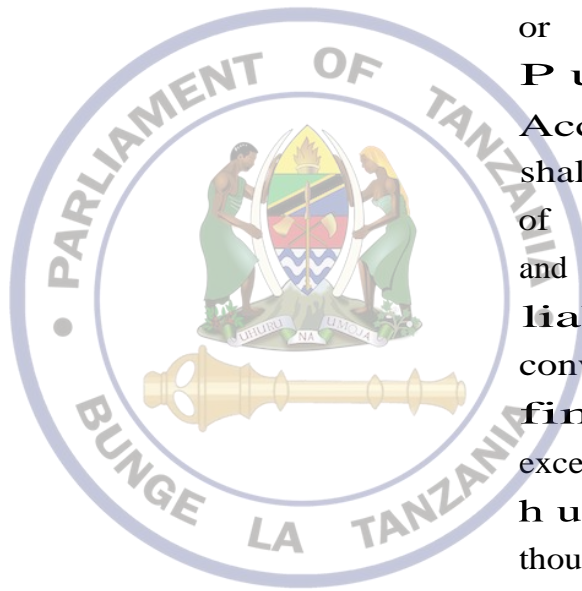 PARLIAMENT OF TANZANIA
UHURU NA UMOJA
BUNGE LA TANZANIA
or
P u
Acc
shal
of
and
lia
conv
fin
exce
h u
thou